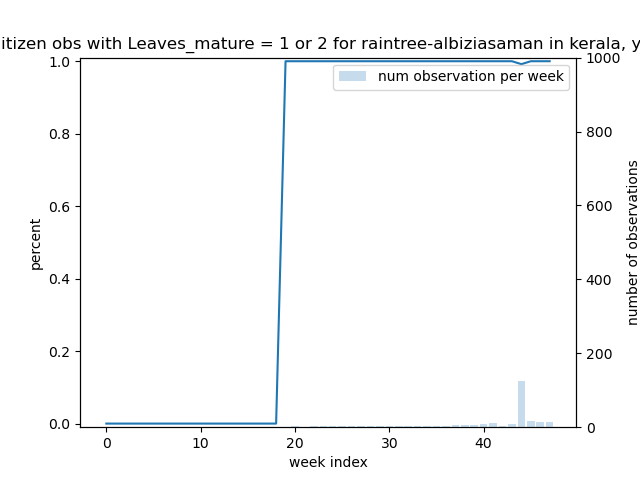 itizen obs with Leaves_mature = 1 or 2 for raintree-albiziasaman in kerala, y
num observation per week
1.0
0.8
0.6
0.4
0.2
0.0
percent
1000
800
600
400
200
0
number of observations
0 10 20 30 40
week index